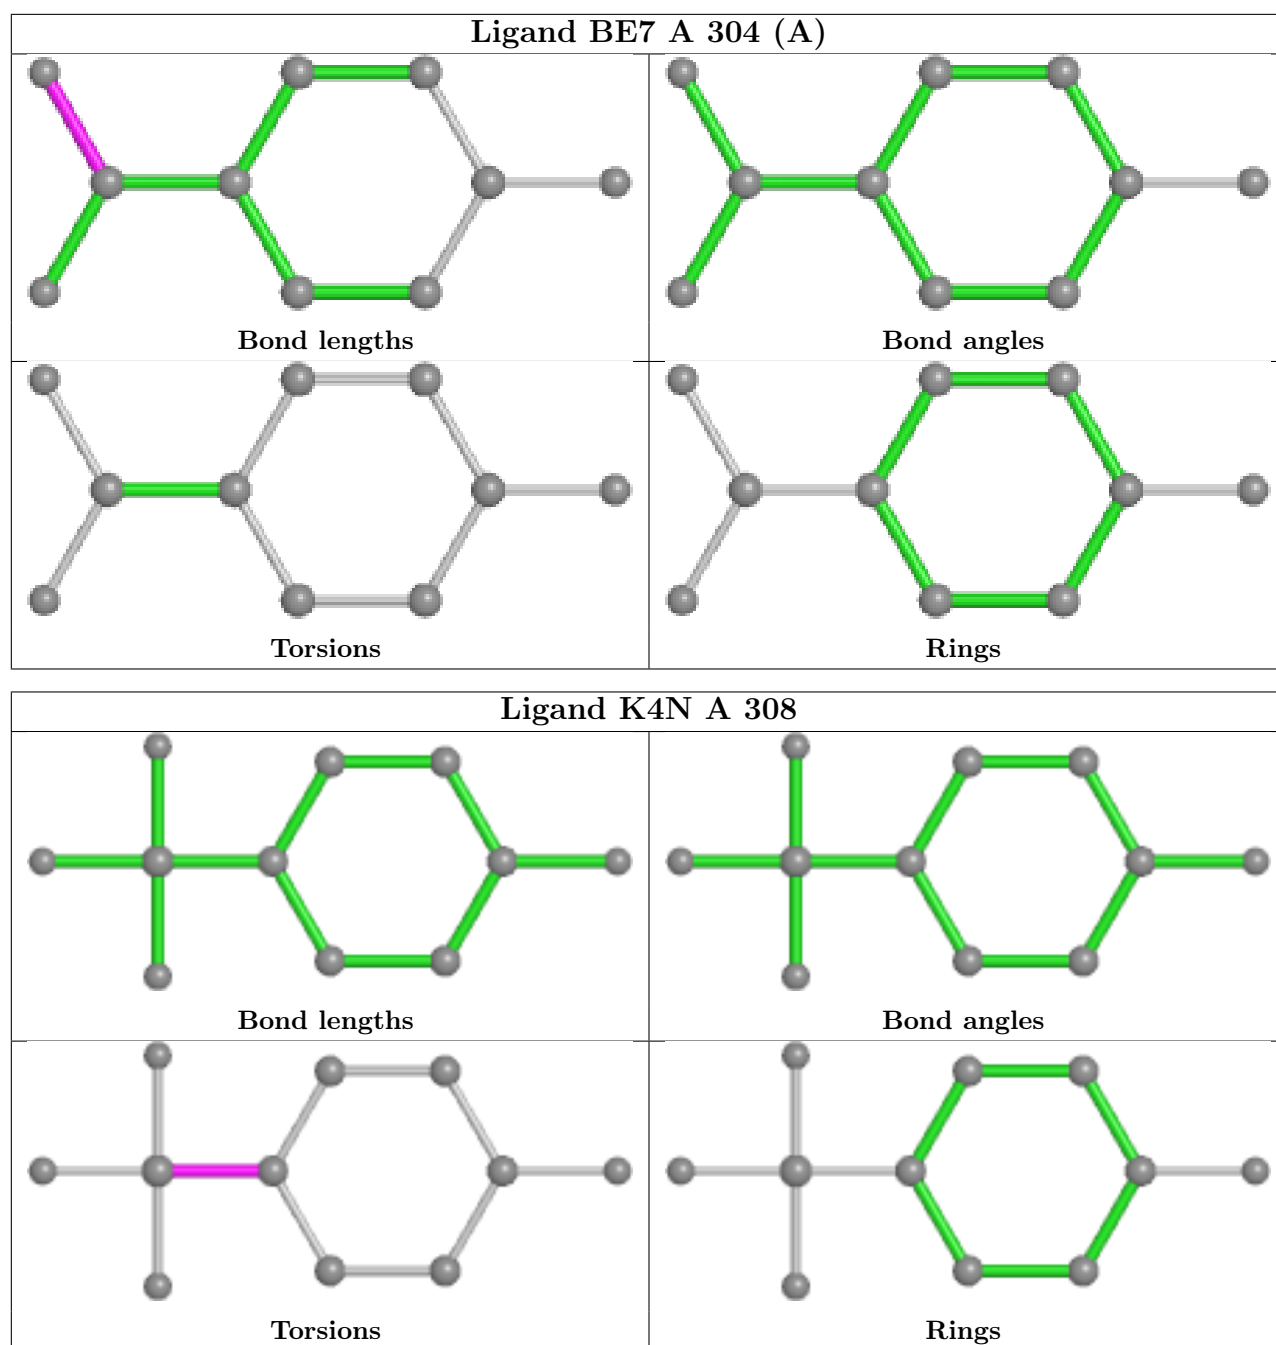 Ligand BE7 A 304 (A)
Bond lengths
Bond angles
Torsions
Rings
Ligand K4N A 308
Bond lengths
Bond angles
Torsions
Rings